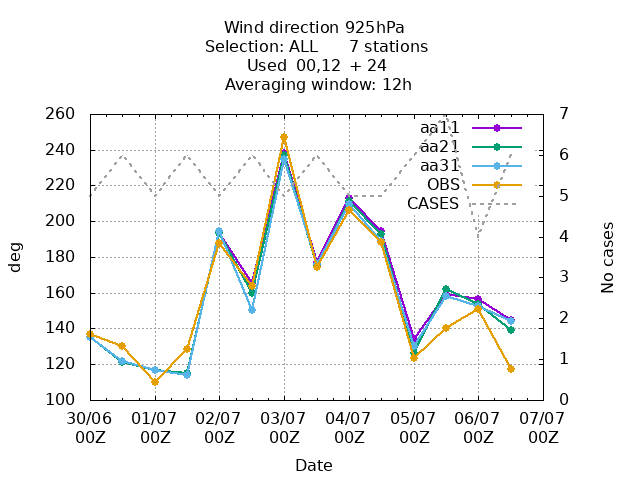 Wind direction 925hPa
Selection: ALL 7 stations
Used 00,12 + 24
Averaging window: 12h
260 7
aa11
240 aa21 6
220 aa31
OBS 5
200 CASES
4
180
deg No cases
3
160
2
140
120 1
100 0
30/06 01/07 02/07 03/07 04/07 05/07 06/07 07/07
00Z 00Z 00Z 00Z 00Z 00Z 00Z 00Z
Date